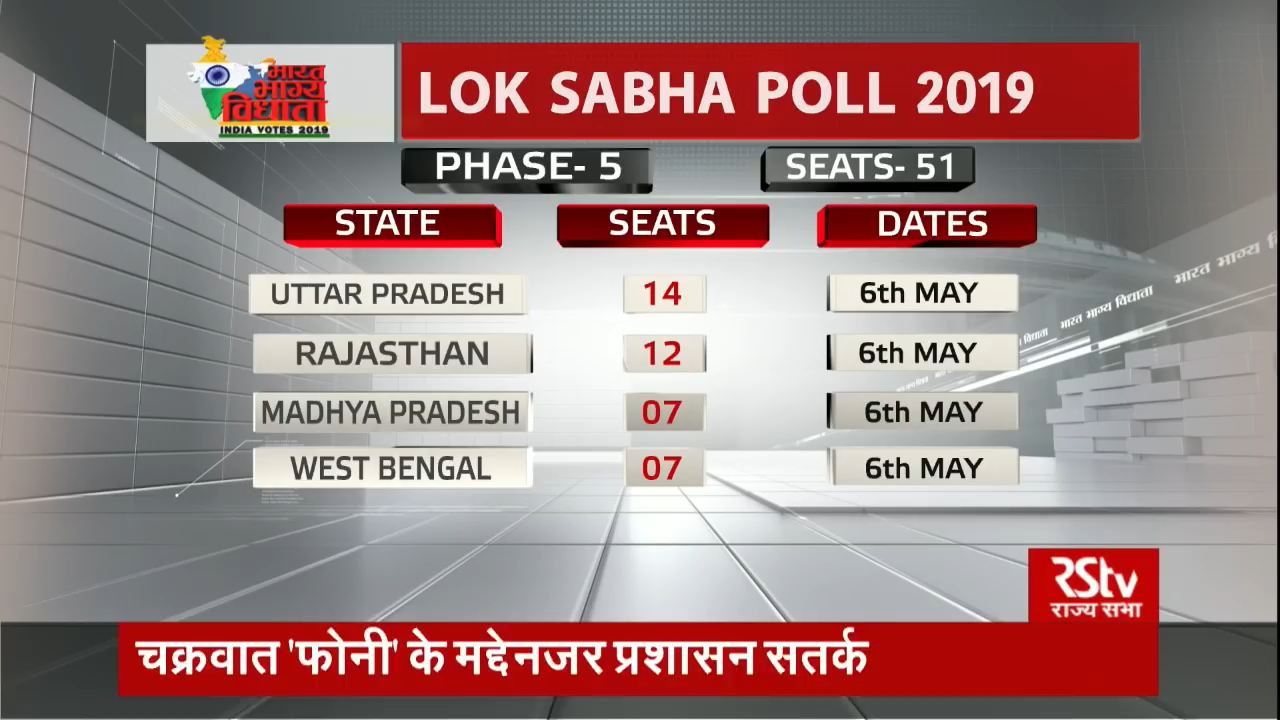 भारत
भाग्य
विधाता
INDIA VOTES 2019
LOK SABHA POLL 2019
PHASE- 5 SEATS- 51
STATE SEATS DATES
UTTAR PRADESH 14 6th MAY
RAJASTHAN 12 6th MAY
MADHYA PRADESH 07 6th MAY
WEST BENGAL 07 6th MAY
भारत भाग्य
भारत भाग्य विधाता
विधाता
RStv
राज्य सभा
चक्रवात 'फोनी' के मद्देनजर प्रशासन सतर्क